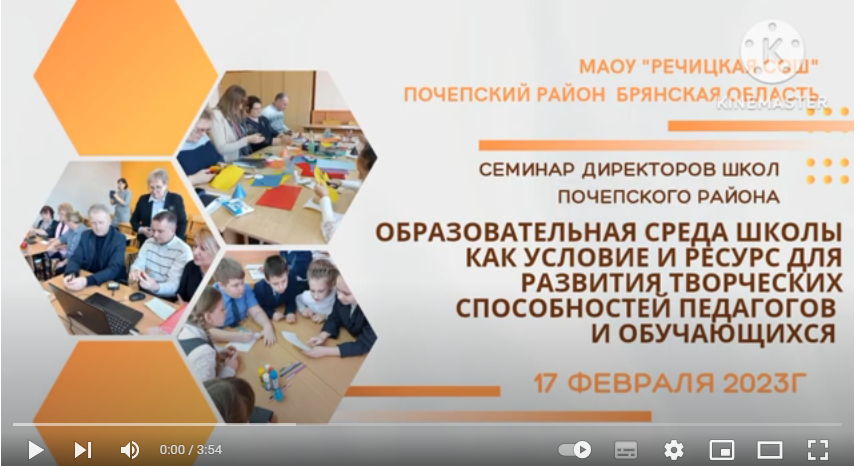 МАОУ "РЕЧИЦКАЯ СОШ"
ПОЧЕПСКИЙ РАЙОН БРЯНСКАЯ ОБЛАСТЬ
K
KINEMASTER
СЕМИНАР ДИРЕКТОРОВ ШКОЛ
ПОЧЕПСКОГО РАЙОНА
ОБРАЗОВАТЕЛЬНАЯ СРЕДА ШКОЛЫ
КАК УСЛОВИЕ И РЕСУРС ДЛЯ
РАЗВИТИЯ ТВОРЧЕСКИХ
СПОСОБНОСТЕЙ ПЕДАГОГОВ
И ОБУЧАЮЩИХСЯ
17 ФЕВРАЛЯ 2023Г
0:00 / 3:54